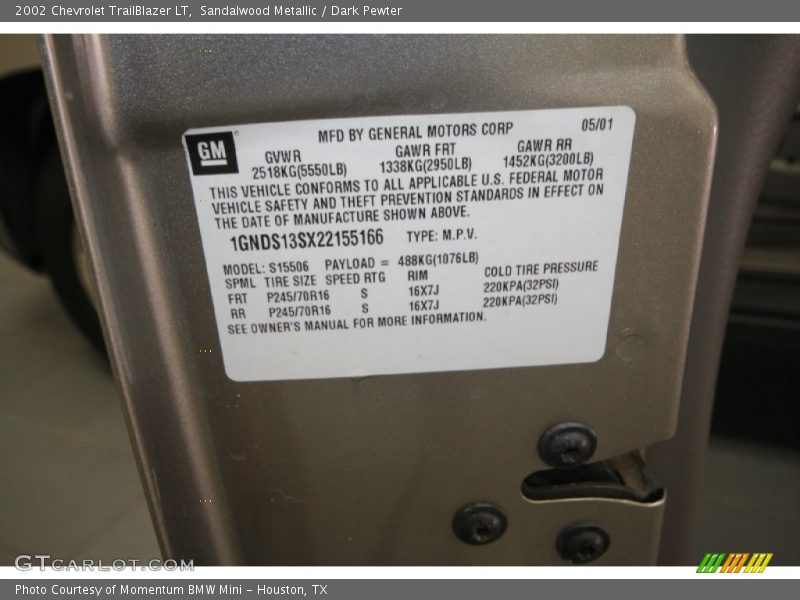 2002 Chevrolet TrailBlazer LT, Sandalwood Metallic / Dark Pewter
GM
MFD BY GENERAL MOTORS CORP 05/01
GVWR GAWR FRT GAWR RR
2518KG(5550LB) 1338KG(2950LB) 1452KG(3200LB)
THIS VEHICLE CONFORMS TO ALL APPLICABLE U.S. FEDERAL MOTOR
VEHICLE SAFETY AND THEFT PREVENTION STANDARDS IN EFFECT ON
THE DATE OF MANUFACTURE SHOWN ABOVE.
1GNDS13SX22155166 TYPE: M.P.V.
MODEL: S15506 PAYLOAD = 488KG(1076LB)
SPML TIRE SIZE SPEED RTG RIM COLD TIRE PRESSURE
FRT P245/70R16 S 16X7J 220KPA(32PSI)
RR P245/70R16 S 16X7J 220KPA(32PSI)
SEE OWNER'S MANUAL FOR MORE INFORMATION.
GTCARLOT.COM
Photo Courtesy of Momentum BMW Mini - Houston, TX